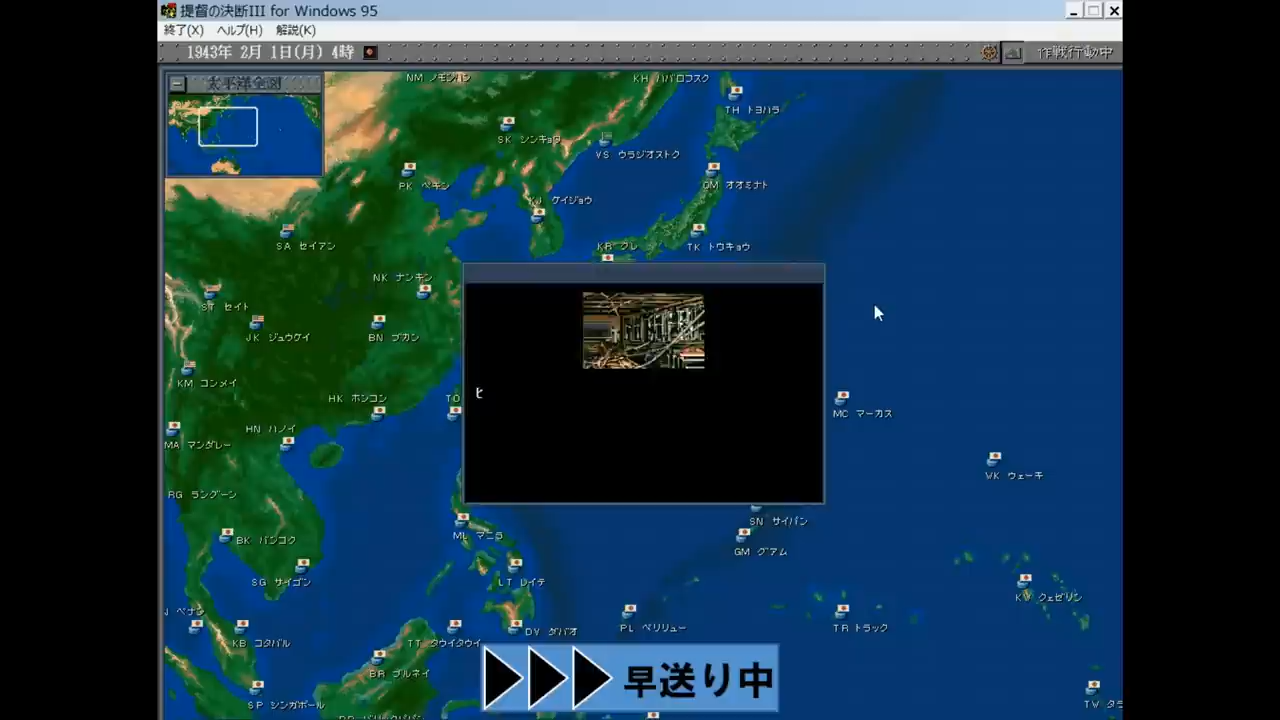 提督の決断III for Windows 95
終了(X) ヘルプ(H) 解説(K)
1943年 2月 1日(月) 4時
作戦行動中
太平洋全図
NM ノモンハン
KH ハバロフスク
TH トヨハラ
SK シンキョウ
VS ウラジオストク
PK ペキン
OM オオミナト
KJ ケイジョウ
SA セイアン
KR クレ
TK トウキョウ
NK ナンキン
ST セイト
JK ジュウケイ
BN ブカン
KM コンメイ
HK ホンコン
TO
ヒ
MC マーカス
HN ハノイ
MA マンダレー
WK ウェーキ
RG ラングーン
SN サイパン
BK バンコク
ML マニラ
GM グアム
SG サイゴン
LT レイテ
KW クェゼリン
J ペナン
KB コタバル
TT タウイタウイ
DV ダバオ
PL ペリリュー
TR トラック
BR ブルネイ
早送り中
SP シンガポール
TW タラ